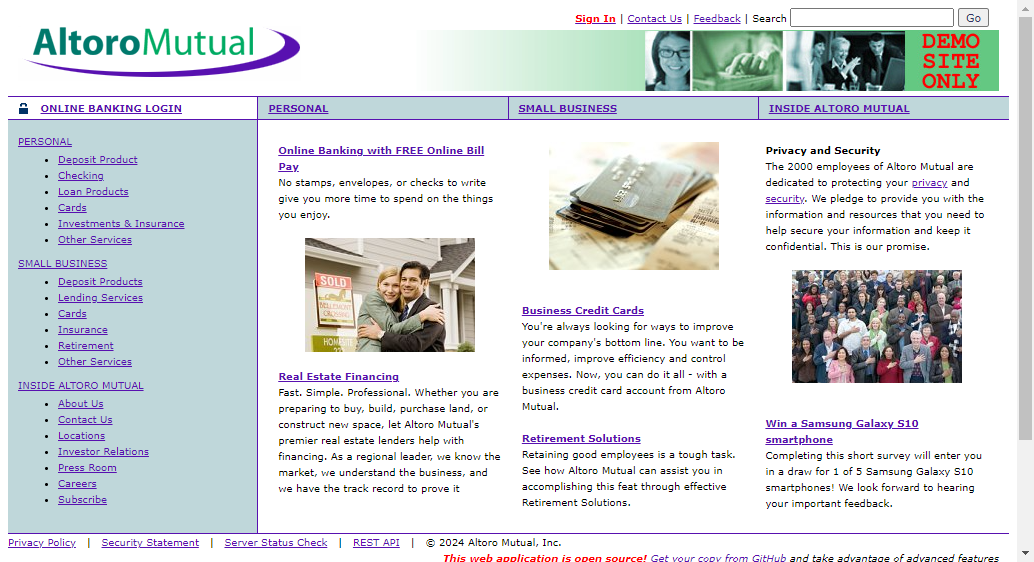 Sign In | Contact Us | Feedback | Search Go
AltoroMutual
DEMO
SITE
ONLY
ONLINE BANKING LOGIN
PERSONAL
SMALL BUSINESS
INSIDE ALTORO MUTUAL
PERSONAL
• Deposit Product
• Checking
• Loan Products
• Cards
• Investments & Insurance
• Other Services
SMALL BUSINESS
• Deposit Products
• Lending Services
• Cards
• Insurance
• Retirement
• Other Services
INSIDE ALTORO MUTUAL
• About Us
• Contact Us
• Locations
• Investor Relations
• Press Room
• Careers
• Subscribe
Online Banking with FREE Online Bill
Pay
No stamps, envelopes, or checks to write
give you more time to spend on the things
you enjoy.
SOLD
HOMESITE
Real Estate Financing
Fast. Simple. Professional. Whether you are
preparing to buy, build, purchase land, or
construct new space, let Altoro Mutual's
premier real estate lenders help with
financing. As a regional leader, we know the
market, we understand the business, and
we have the track record to prove it
Business Credit Cards
You're always looking for ways to improve
your company's bottom line. You want to be
informed, improve efficiency and control
expenses. Now, you can do it all - with a
business credit card account from Altoro
Mutual.
Retirement Solutions
Retaining good employees is a tough task.
See how Altoro Mutual can assist you in
accomplishing this feat through effective
Retirement Solutions.
Privacy and Security
The 2000 employees of Altoro Mutual are
dedicated to protecting your privacy and
security. We pledge to provide you with the
information and resources that you need to
help secure your information and keep it
confidential. This is our promise.
Win a Samsung Galaxy S10
smartphone
Completing this short survey will enter you
in a draw for 1 of 5 Samsung Galaxy S10
smartphones! We look forward to hearing
your important feedback.
Privacy Policy | Security Statement | Server Status Check | REST API | © 2024 Altoro Mutual, Inc.
This web application is open source! Get your copy from GitHub and take advantage of advanced features